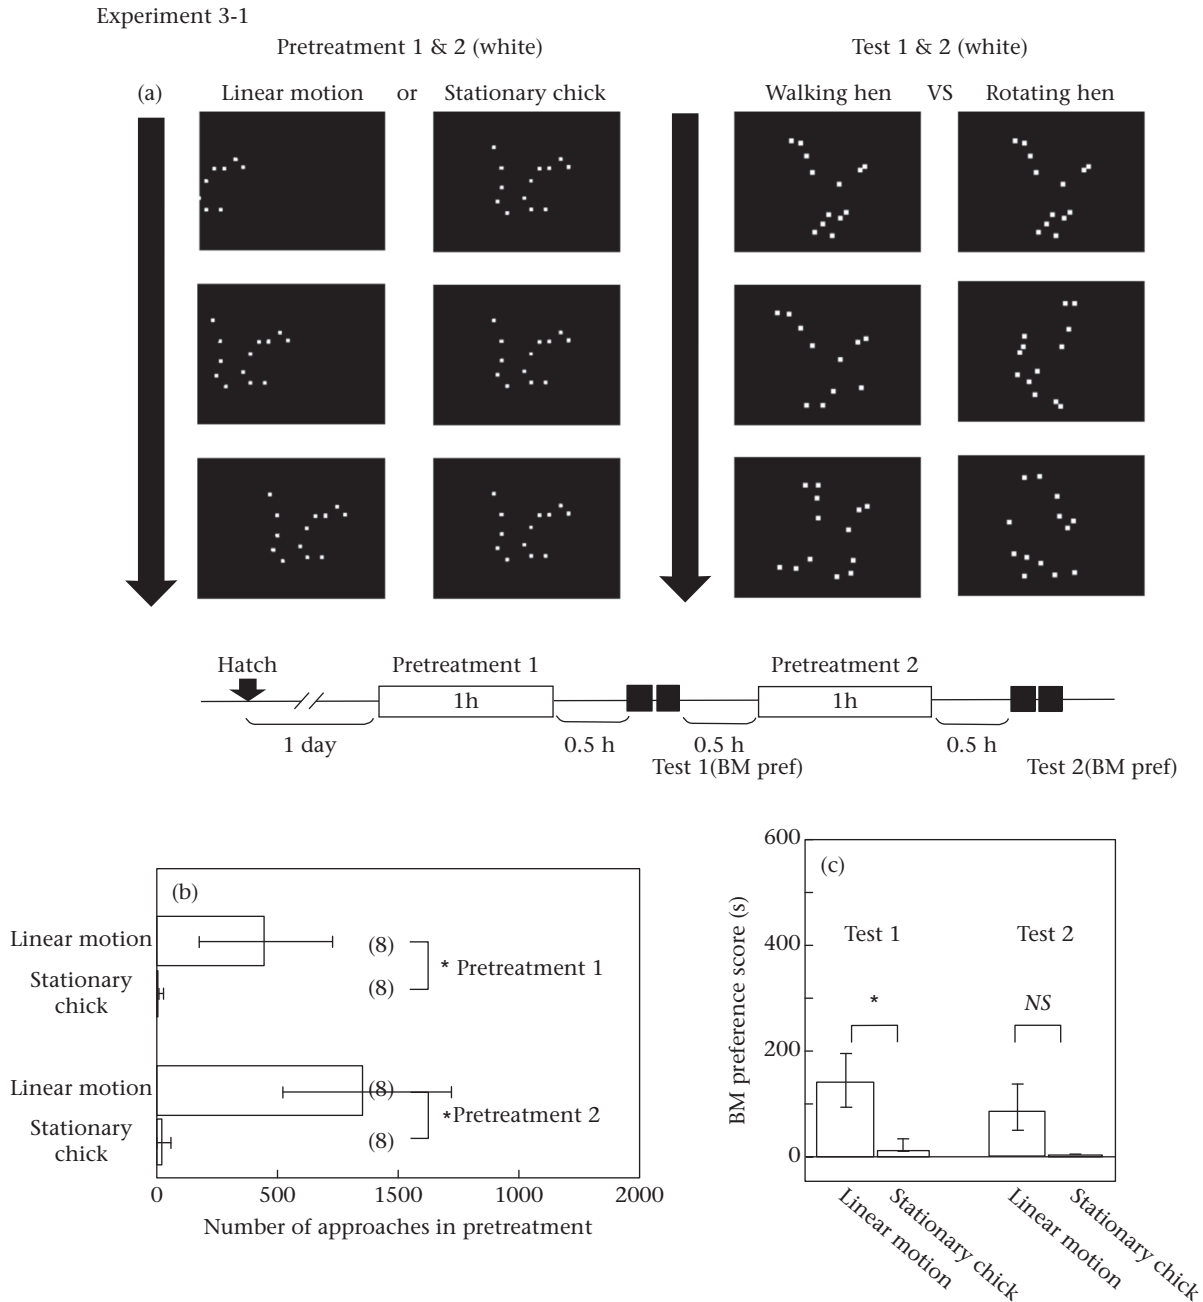 Experiment 3-1
Pretreatment 1 & 2 (white)
Test 1 & 2 (white)
(a)
Linear motion or Stationary chick
Walking hen VS Rotating hen
Hatch
Pretreatment 1
Pretreatment 2
1h
1h
1 day
0.5 h
0.5 h
0.5 h
Test 1(BM pref)
Test 2(BM pref)
(b)
Linear motion
(8)
* Pretreatment 1
Stationary
chick
(8)
Linear motion
(8)
*Pretreatment 2
Stationary
chick
(8)
0 500 1500 1000 2000
Number of approaches in pretreatment
(c)
BM preference score (s)
600
400
200
0
Test 1
Test 2
*
NS
Linear motion
Stationary chick
Linear motion
Stationary chick